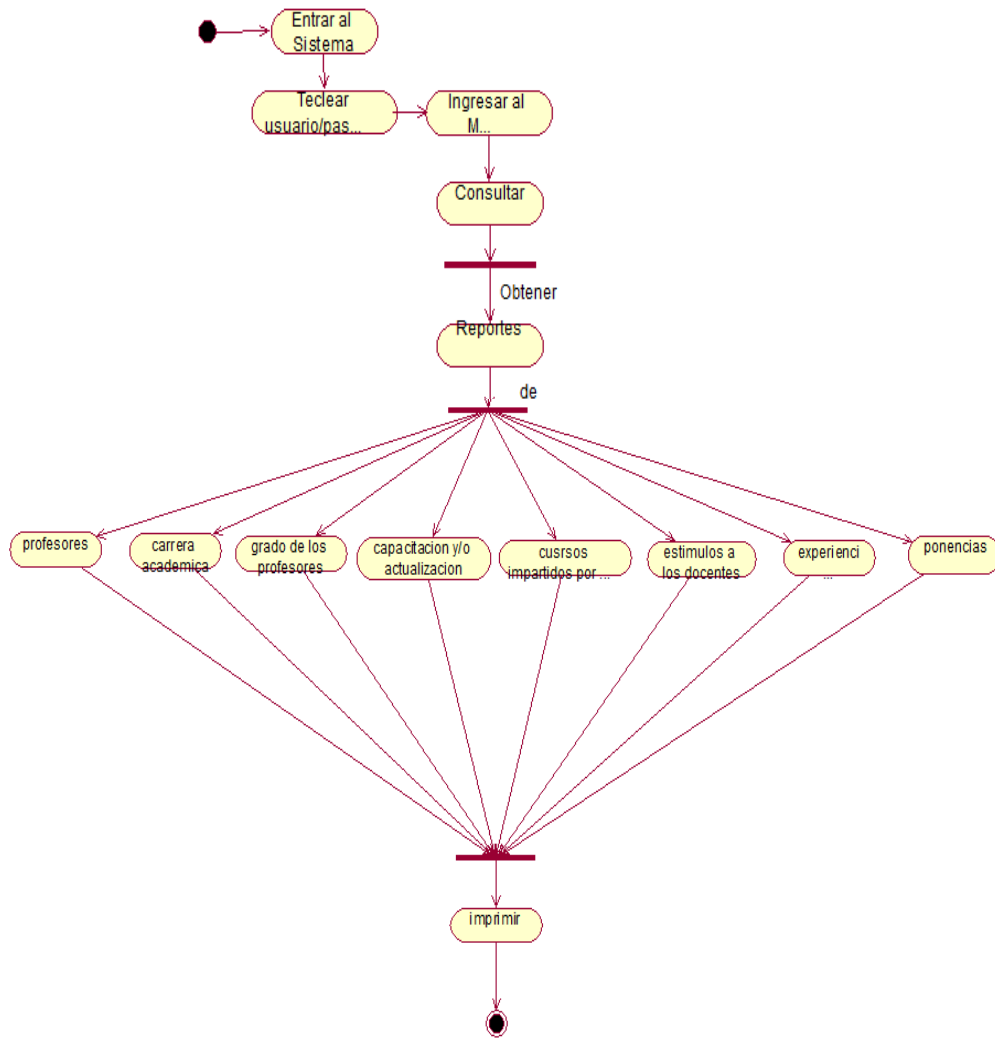 Entrar al
Sistema
Teclear
usuario/pas...
Ingresar al
M...
Consultar
Obtener
Reportes
de
profesores
carrera
academica
grado de los
profesores
capacitacion y/o
actualizacion
cusrsos
impartidos por ...
estimulos a
los docentes
experienci
...
ponencias
imprimir